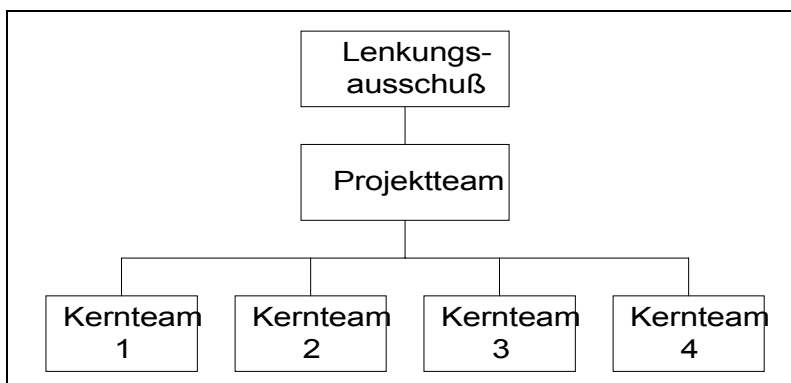 Lenkungs-
ausschuß
Projektteam
Kernteam
1
Kernteam
2
Kernteam
3
Kernteam
4